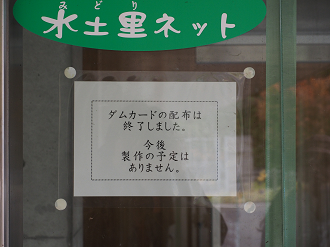 みどり
水土里ネット
ダムカードの配布は
終了しました。
今後
製作の予定は
ありません。